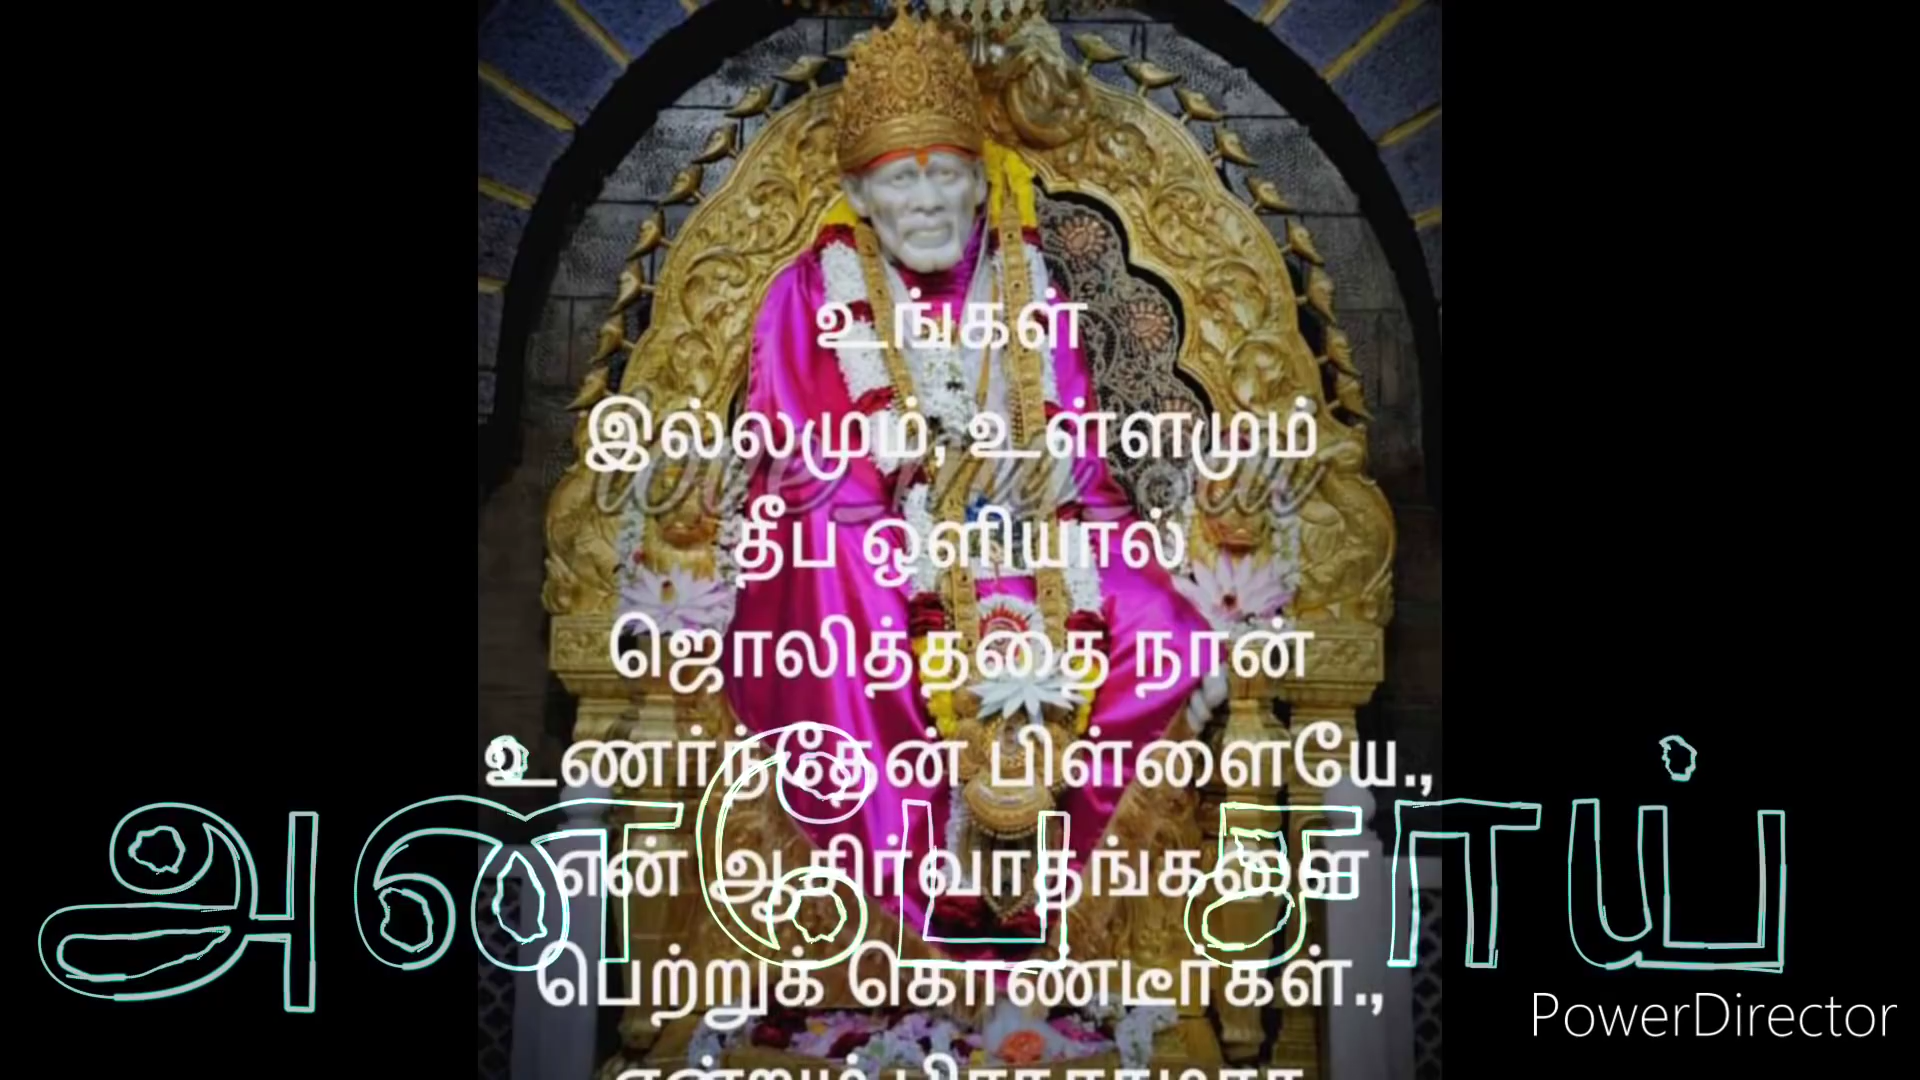 உங்கள்
இல்லமும், உள்ளமும்
தீப ஒளியால்
ஜொலித்ததை நான்
உணர்ந்தேன் பிள்ளையே.,
என் ஆசிர்வாதங்களை
பெற்றுக் கொண்டீர்கள்.,
அன்பே சாய்
PowerDirector